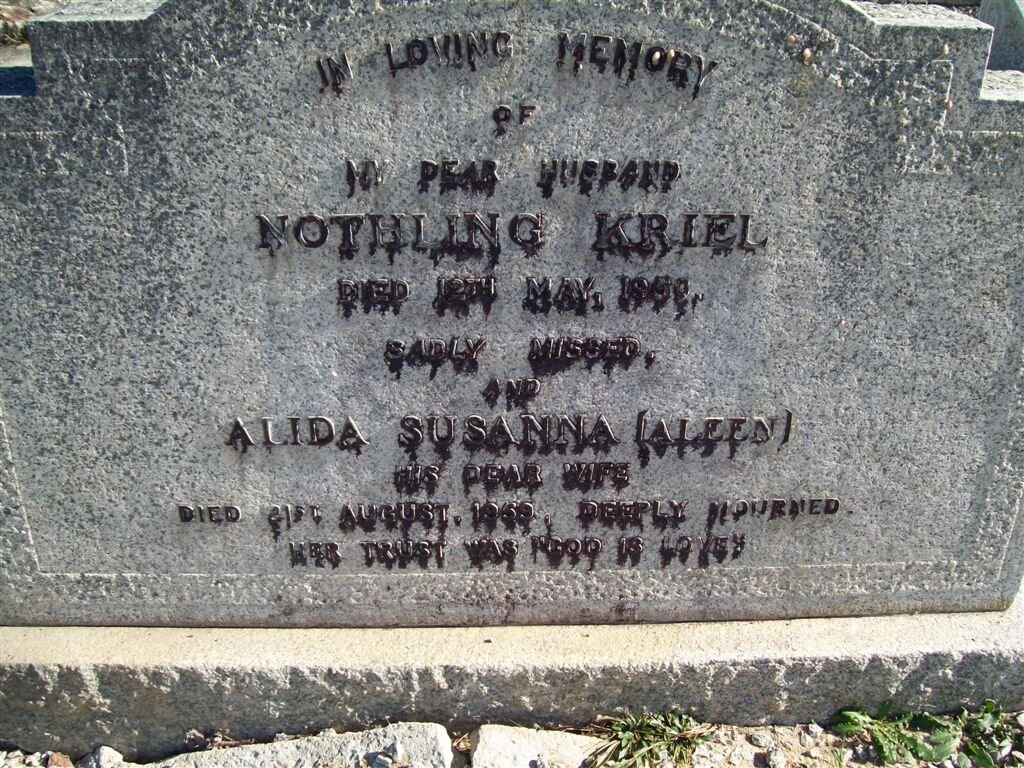 IN LOVING MEMORY
OF
MY DEAR HUSBAND
NOTHLING KRIEL
DIED 12TH MAY, 1950.
SADLY MISSED,
AND
ALIDA SUSANNA (ALEEN)
HIS DEAR WIFE
DIED 21ST AUGUST, 1969. DEEPLY MOURNED.
HER TRUST WAS "GOD IS LOVE"